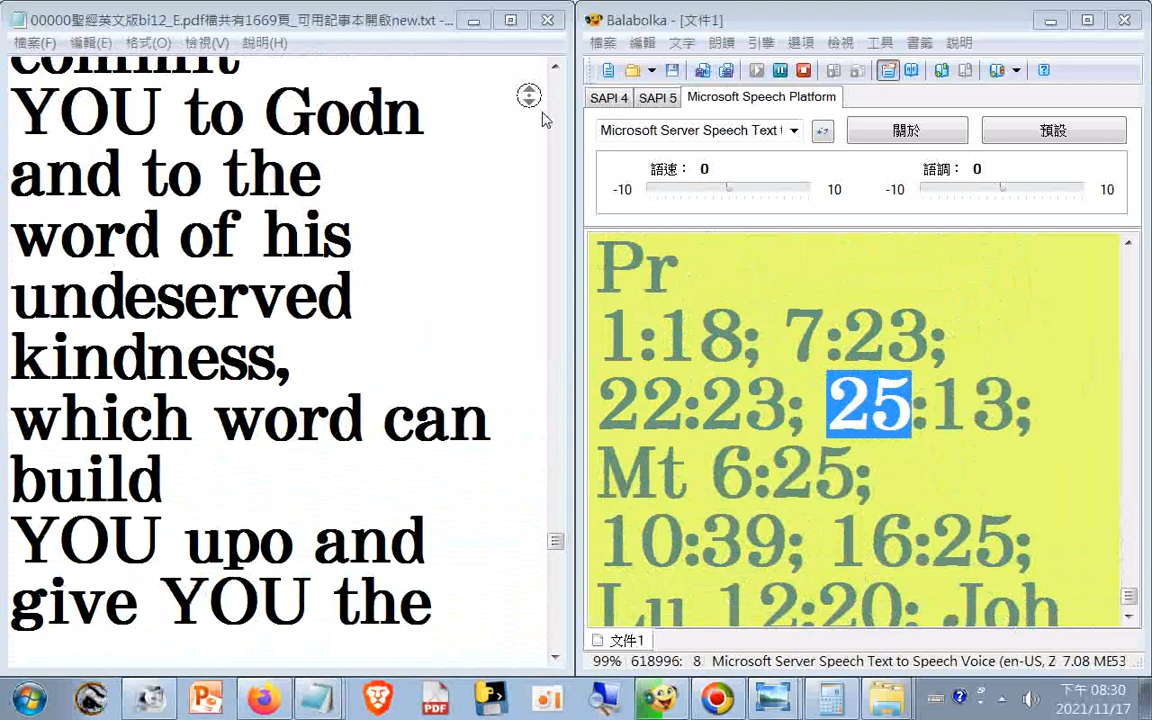 00000聖經英文版bi12_E.pdf檔共有1669頁_可用記事本開啟new.txt -...
檔案(F) 編輯(E) 格式(O) 檢視(V) 說明(H)
commit
YOU to Godn
and to the
word of his
undeserved
kindness,
which word can
build
YOU upo and
give YOU the
Balabolka - [文件1]
檔案 編輯 文字 朗讀 引擎 選項 檢視 工具 書籤 說明
SAPI 4 SAPI 5 Microsoft Speech Platform
Microsoft Server Speech Text 關於 預設
語速： 0 語調： 0
-10 10 -10 10
Pr
1:18; 7:23;
22:23; 25:13;
Mt 6:25;
10:39; 16:25;
Lu 12:20; Joh
文件1
99% 618996: 8 Microsoft Server Speech Text to Speech Voice (en-US, Z 7.08 ME53
PDF
下午 08:30
2021/11/17